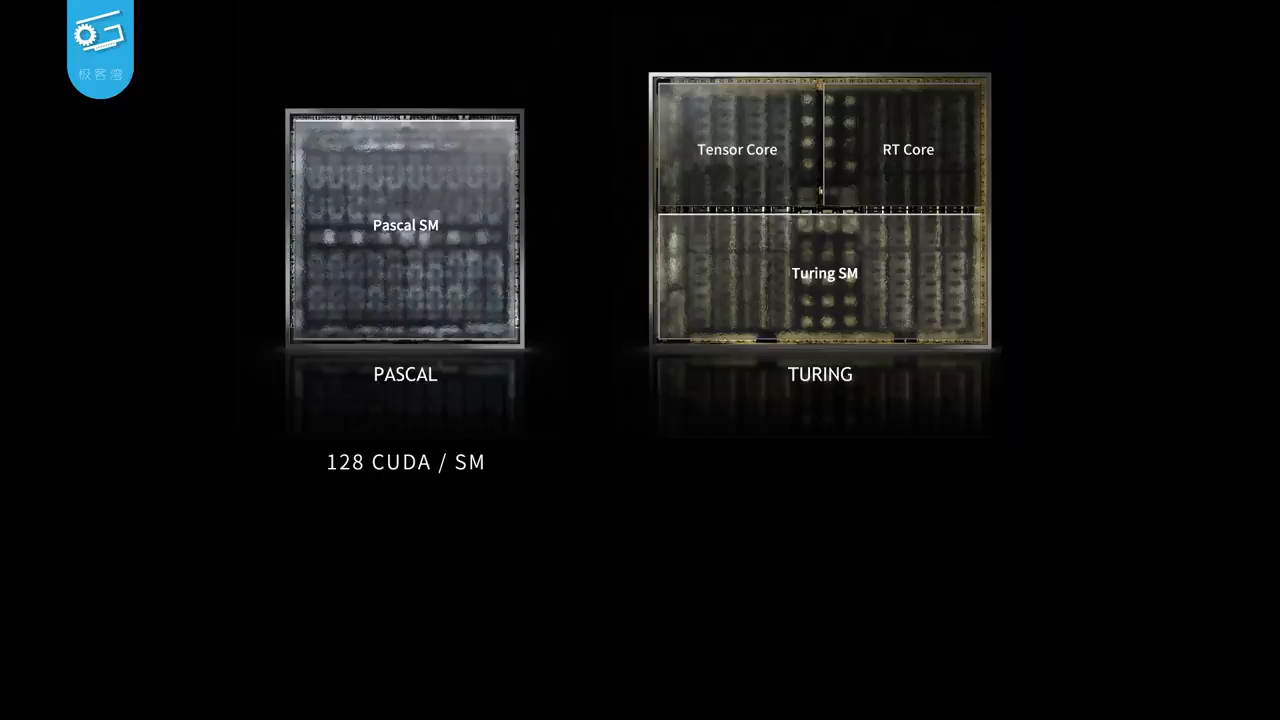 极客湾
Tensor Core
RT Core
Pascal SM
Turing SM
PASCAL
TURING
128 CUDA / SM